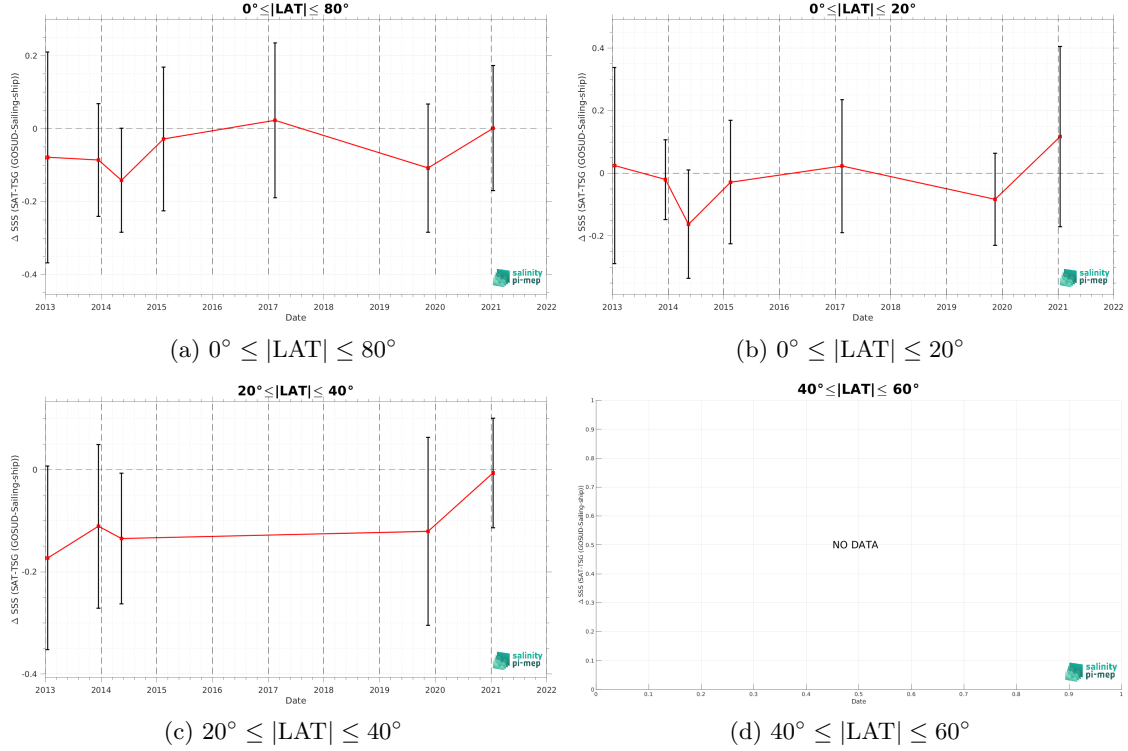 0°≤|LAT|≤ 80°
Δ SSS (SAT-TSG (GOSUD-Sailing-ship))
0.2
0
-0.2
-0.4
2013 2014 2015 2016 2017 2018 2019 2020 2021 2022
Date
salinity
pi-mep
(a) 0° ≤ |LAT| ≤ 80°
0°≤|LAT|≤ 20°
Δ SSS (SAT-TSG (GOSUD-Sailing-ship))
0.4
0.2
0
-0.2
2013 2014 2015 2016 2017 2018 2019 2020 2021 2022
Date
salinity
pi-mep
(b) 0° ≤ |LAT| ≤ 20°
20°≤|LAT|≤ 40°
Δ SSS (SAT-TSG (GOSUD-Sailing-ship))
0
-0.2
-0.4
2013 2014 2015 2016 2017 2018 2019 2020 2021 2022
Date
salinity
pi-mep
(c) 20° ≤ |LAT| ≤ 40°
40°≤|LAT|≤ 60°
Δ SSS (SAT-TSG (GOSUD-Sailing-ship))
1
0.9
0.8
0.7
0.6
0.5
0.4
0.3
0.2
0.1
0
NO DATA
0 0.1 0.2 0.3 0.4 0.5 0.6 0.7 0.8 0.9 1
Date
salinity
pi-mep
(d) 40° ≤ |LAT| ≤ 60°